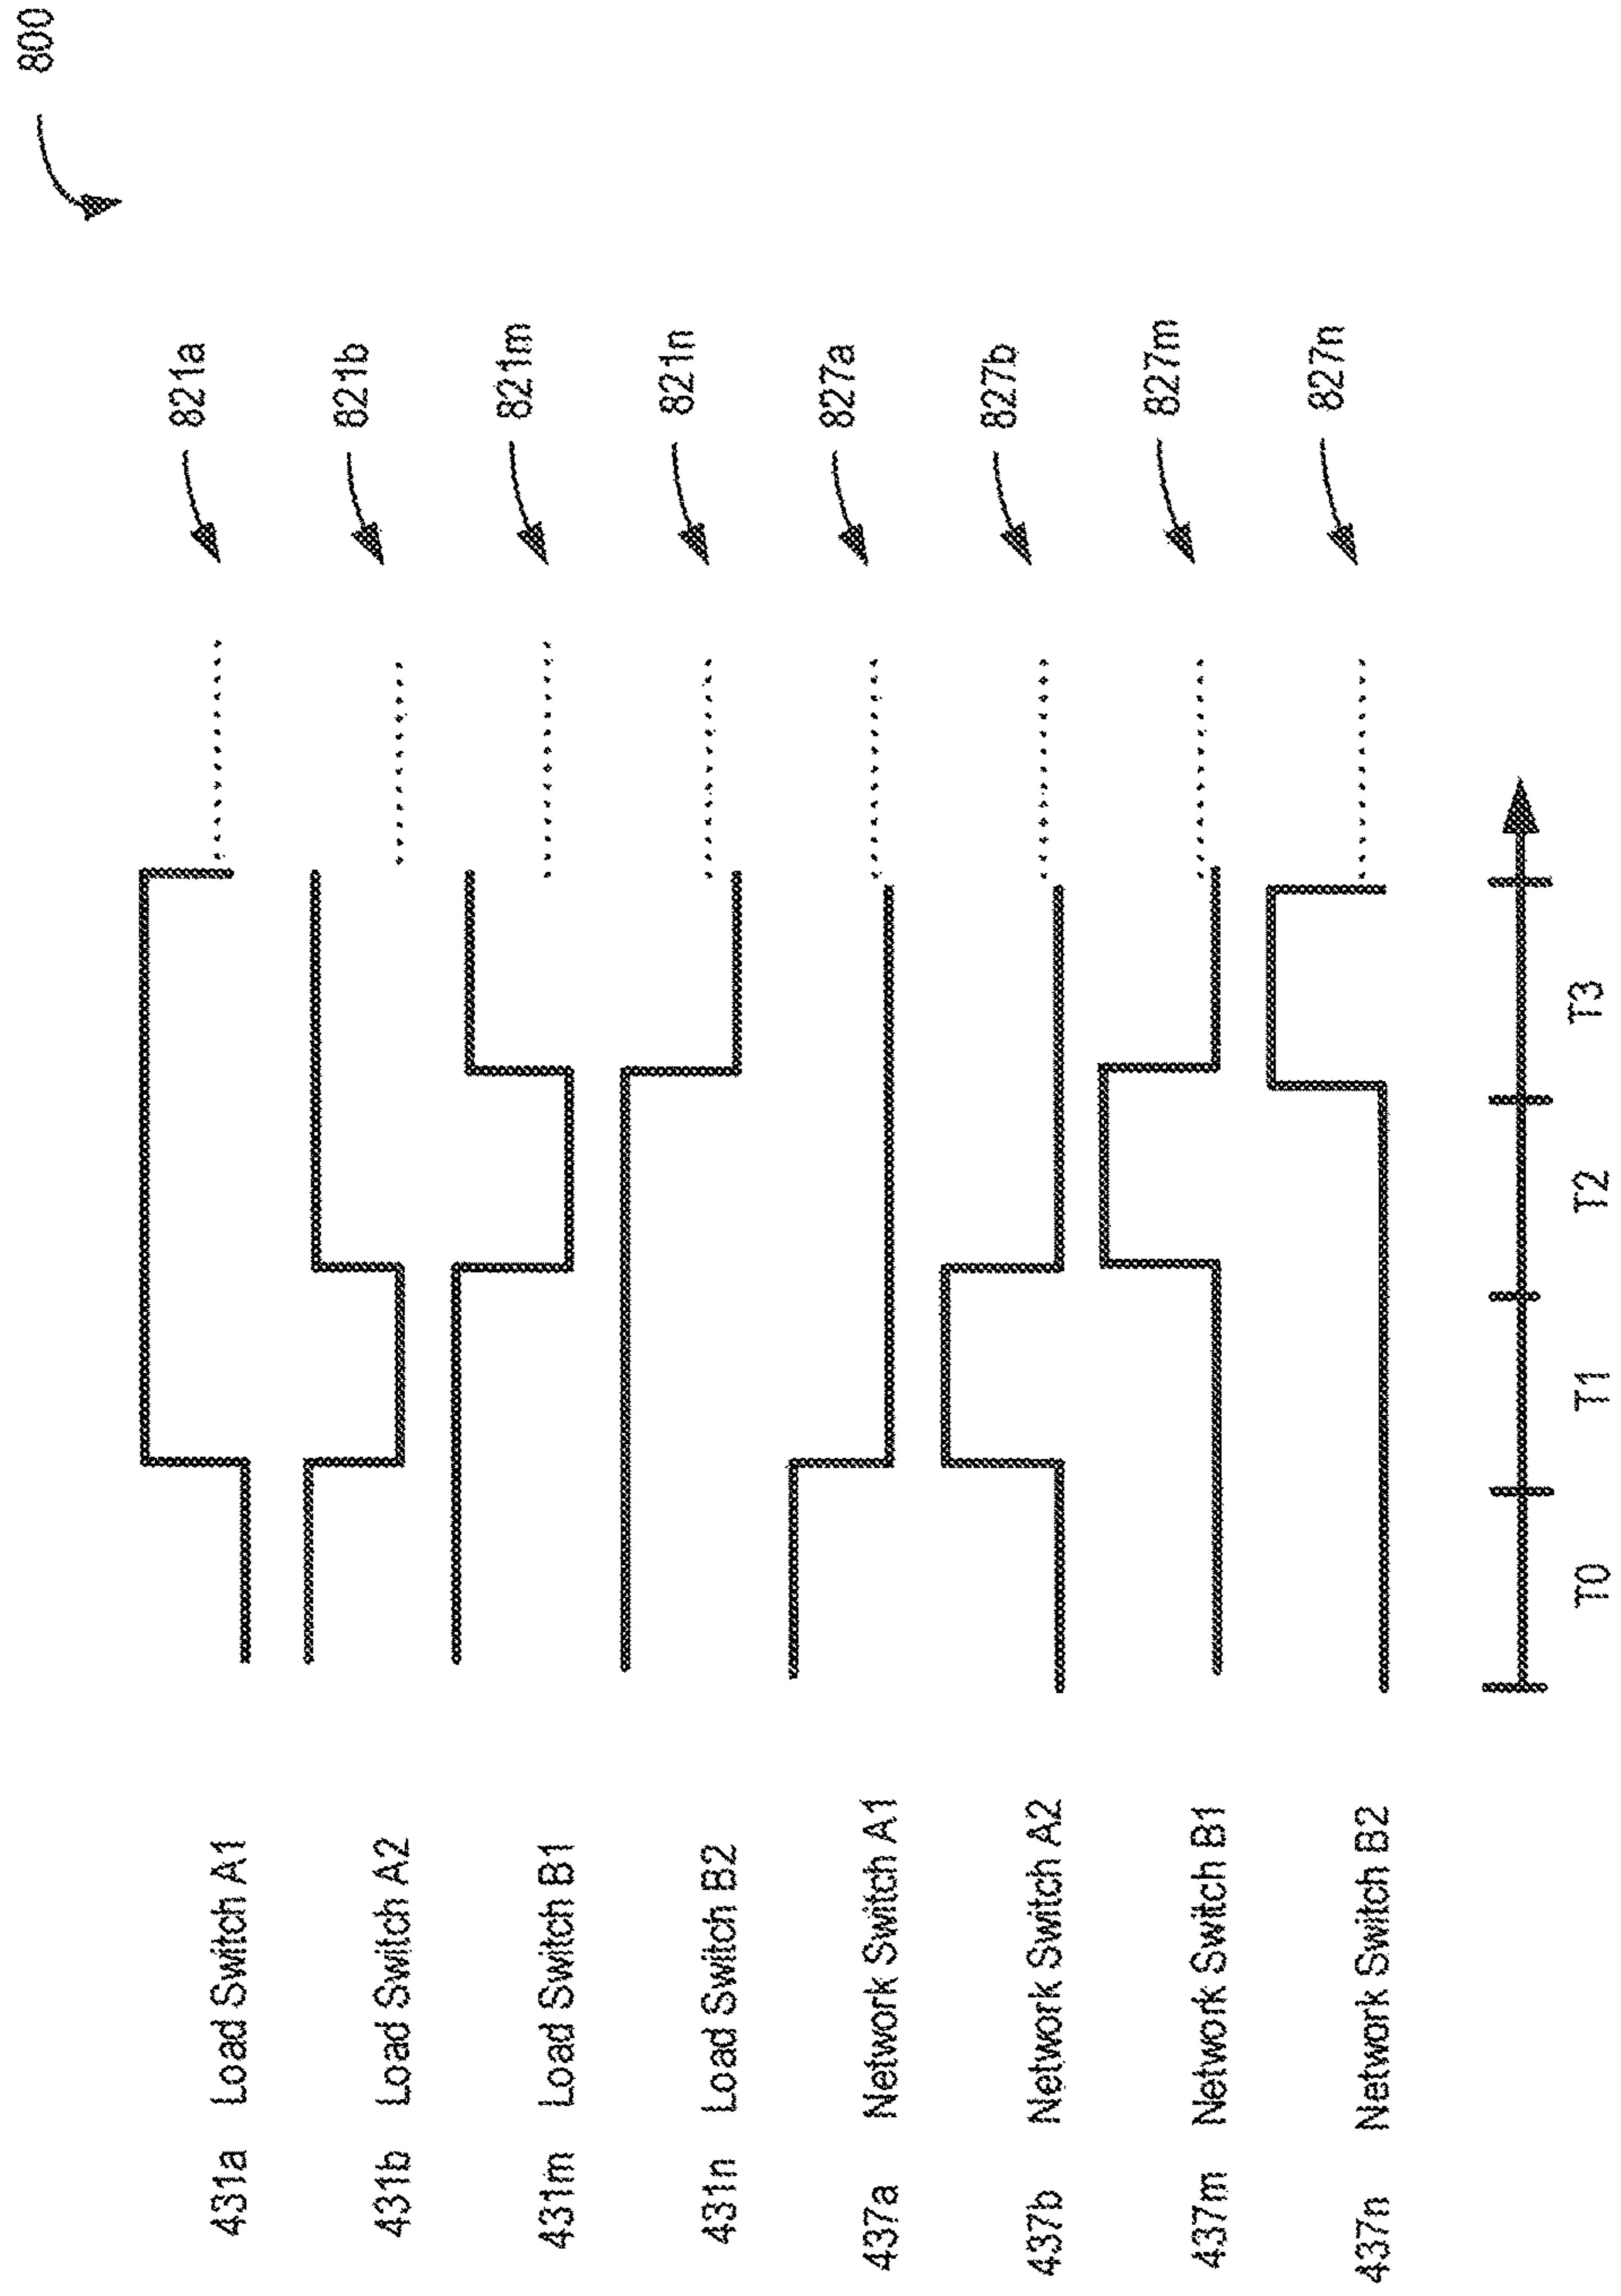 800
431a Load Switch A1 821a
431b Load Switch A2 821b
431m Load Switch B1 821m
431n Load Switch B2 821n
437a Network Switch A1 827a
437b Network Switch A2 827b
437m Network Switch B1 827m
437n Network Switch B2 827n
T0 T1 T2 T3